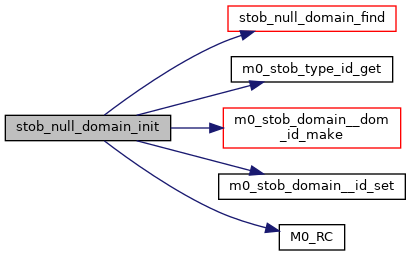 stob_null_domain_find
m0_stob_type_id_get
stob_null_domain_init
m0_stob_domain__dom
_id_make
m0_stob_domain__id_set
M0_RC